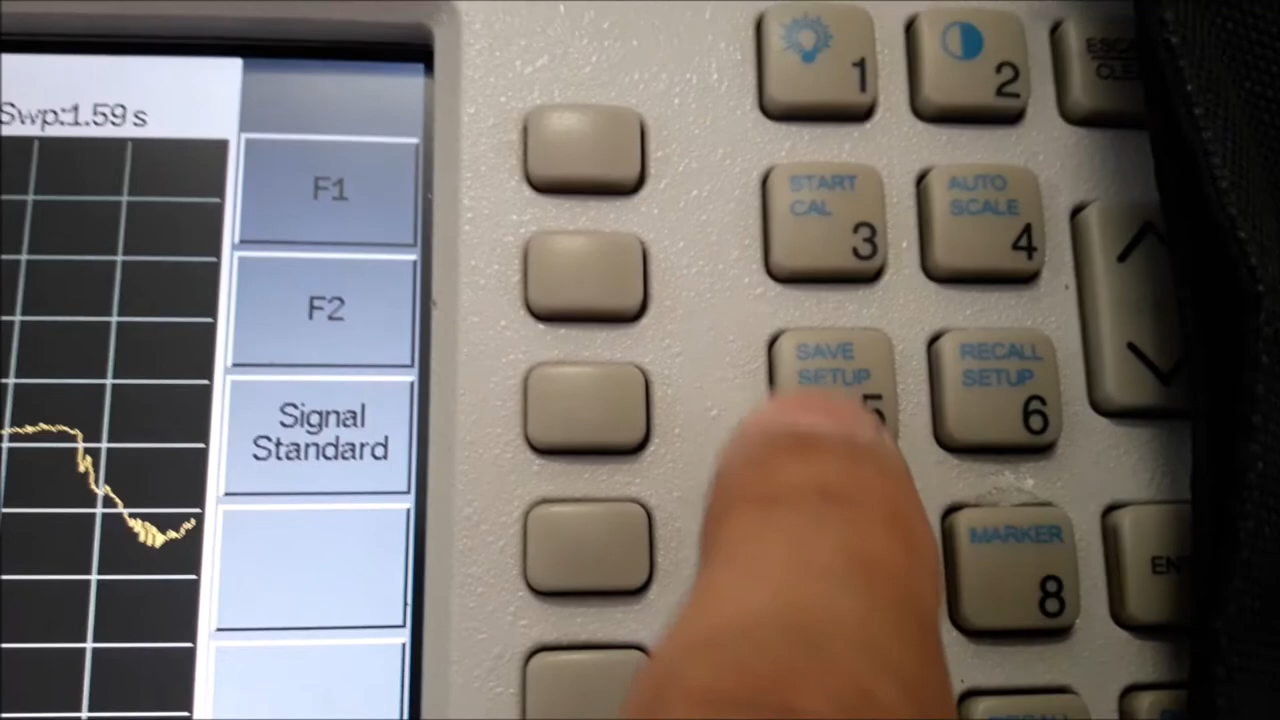 Swp:1.59 s
F1
F2
Signal
Standard
1
2
START
CAL
3
AUTO
SCALE
4
SAVE
SETUP
5
RECALL
SETUP
6
MARKER
8